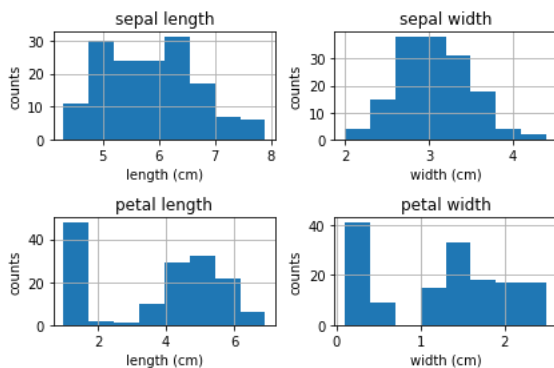 sepal length
30
20
10
0
counts
5 6 7 8
length (cm)
sepal width
30
20
10
0
counts
2 3 4
width (cm)
petal length
40
20
0
counts
2 4 6
length (cm)
petal width
40
20
0
counts
0 1 2
width (cm)